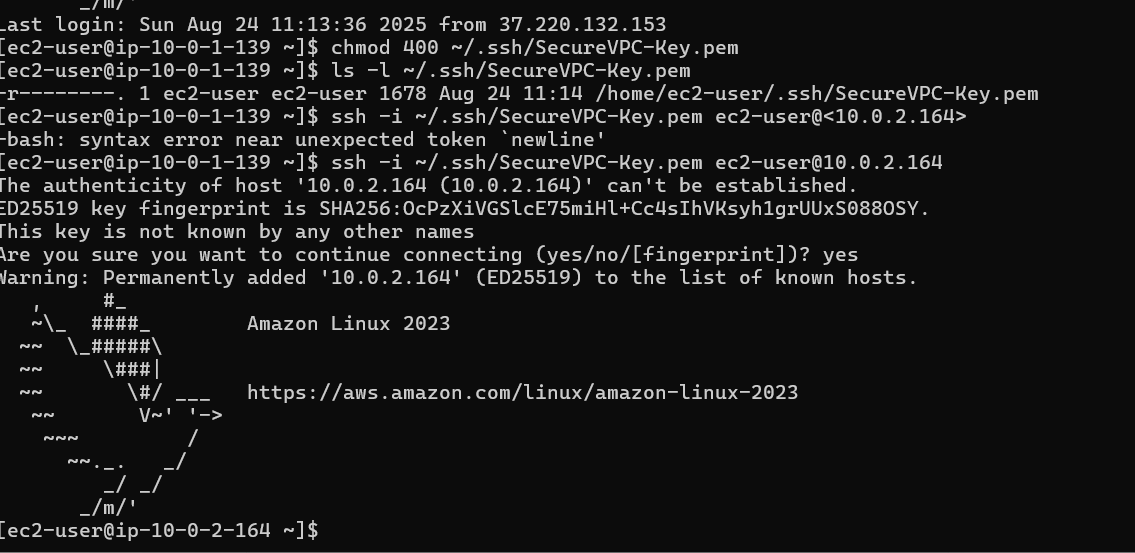 _/m/'
Last login: Sun Aug 24 11:13:36 2025 from 37.220.132.153
[ec2-user@ip-10-0-1-139 ~]$ chmod 400 ~/.ssh/SecureVPC-Key.pem
[ec2-user@ip-10-0-1-139 ~]$ ls -l ~/.ssh/SecureVPC-Key.pem
-r--------. 1 ec2-user ec2-user 1678 Aug 24 11:14 /home/ec2-user/.ssh/SecureVPC-Key.pem
[ec2-user@ip-10-0-1-139 ~]$ ssh -i ~/.ssh/SecureVPC-Key.pem ec2-user@<10.0.2.164>
-bash: syntax error near unexpected token `newline'
[ec2-user@ip-10-0-1-139 ~]$ ssh -i ~/.ssh/SecureVPC-Key.pem ec2-user@10.0.2.164
The authenticity of host '10.0.2.164 (10.0.2.164)' can't be established.
ED25519 key fingerprint is SHA256:OcPzXiVGSlcE75miHl+Cc4sIhVKsyh1grUUxS088OSY.
This key is not known by any other names
Are you sure you want to continue connecting (yes/no/[fingerprint])? yes
Warning: Permanently added '10.0.2.164' (ED25519) to the list of known hosts.
   ,     #_
   ~\_  ####_        Amazon Linux 2023
  ~~  \_#####\
  ~~     \###|
  ~~       \#/ ___   https://aws.amazon.com/linux/amazon-linux-2023
   ~~       V~' '->
    ~~~         /
      ~~._.   _/
         _/ _/
       _/m/'
[ec2-user@ip-10-0-2-164 ~]$